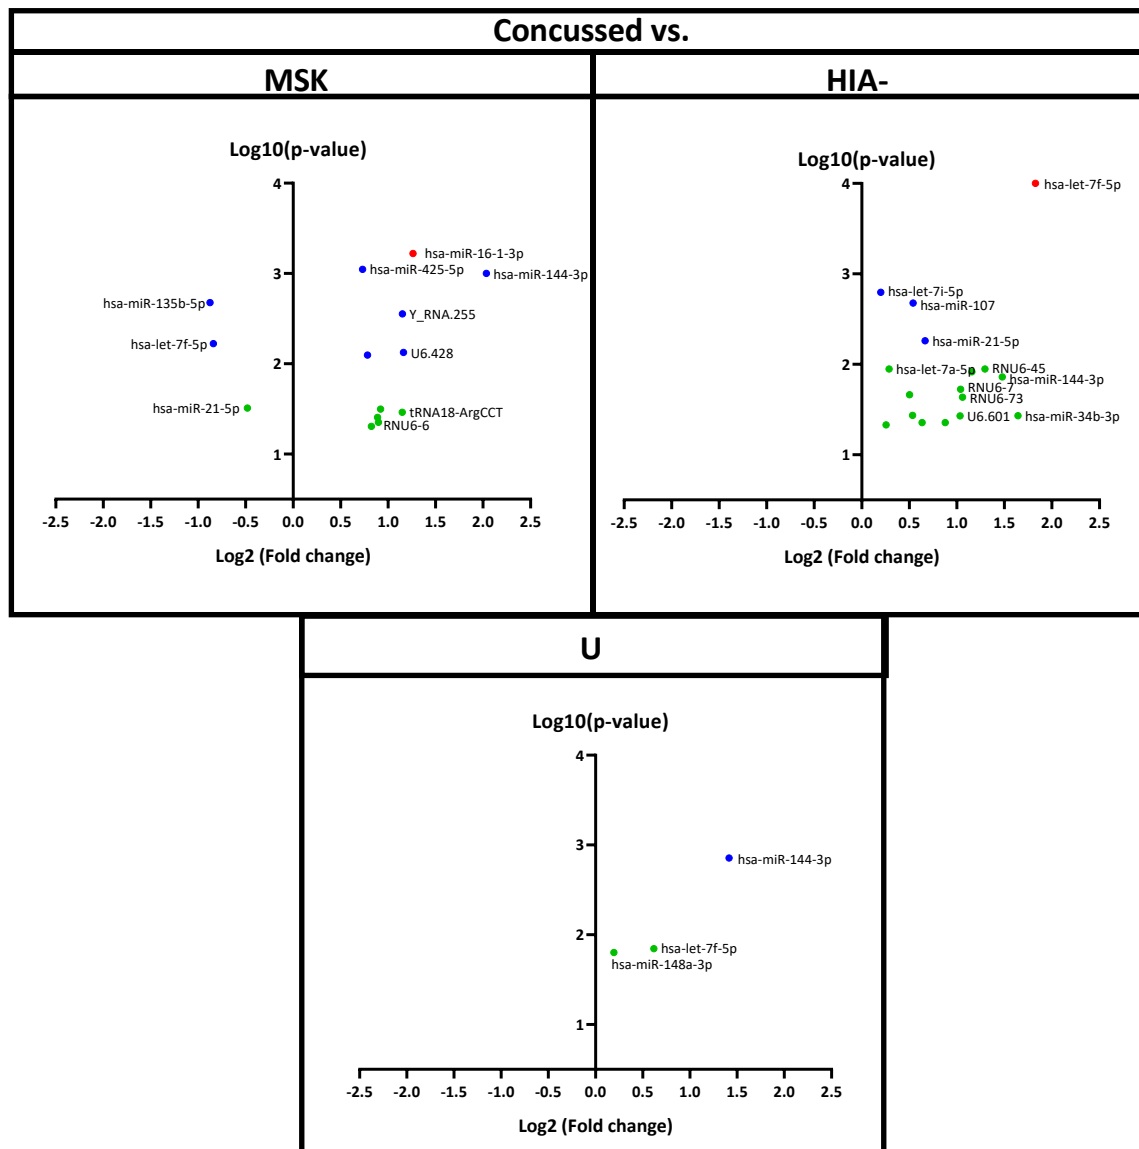 Concussed vs.
MSK
HIA-
Log10(p-value)
4
hsa-miR-16-1-3p
hsa-miR-425-5p
3
hsa-miR-144-3p
hsa-miR-135b-5p
Y_RNA.255
hsa-let-7f-5p
U6.428
2
hsa-miR-21-5p
tRNA18-ArgCCT
RNU6-6
1
-2.5 -2.0 -1.5 -1.0 -0.5 0.0 0.5 1.0 1.5 2.0 2.5
Log2 (Fold change)
Log10(p-value)
4
hsa-let-7f-5p
3
hsa-let-7i-5p
hsa-miR-107
hsa-miR-21-5p
2
hsa-let-7a-5p
RNU6-45
hsa-miR-144-3p
RNU6-7
RNU6-73
U6.601
hsa-miR-34b-3p
1
-2.5 -2.0 -1.5 -1.0 -0.5 0.0 0.5 1.0 1.5 2.0 2.5
Log2 (Fold change)
U
Log10(p-value)
4
3
hsa-miR-144-3p
2
hsa-let-7f-5p
hsa-miR-148a-3p
1
-2.5 -2.0 -1.5 -1.0 -0.5 0.0 0.5 1.0 1.5 2.0 2.5
Log2 (Fold change)